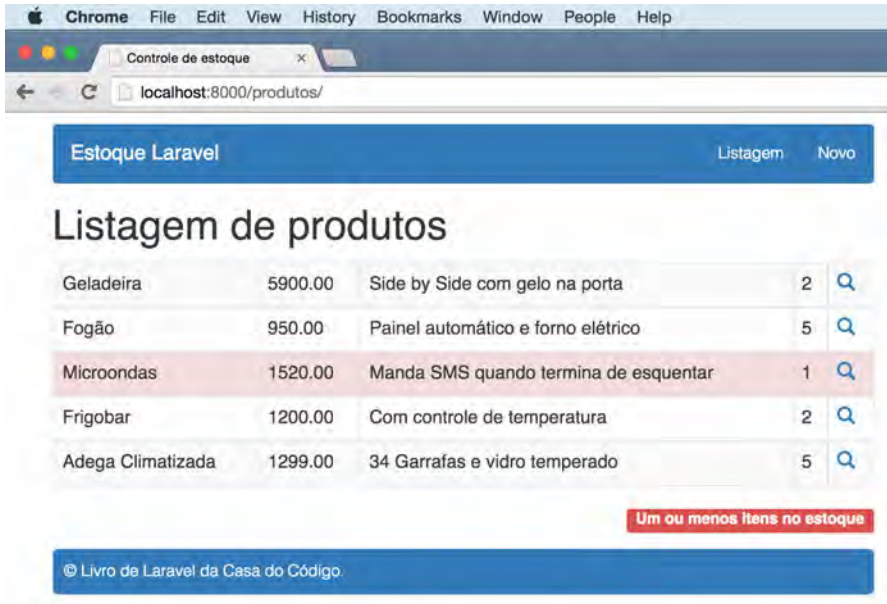 Chrome File Edit View History Bookmarks Window People Help
Controle de estoque
localhost:8000/produtos/
Estoque Laravel Listagem Novo
Listagem de produtos
Geladeira 5900.00 Side by Side com gelo na porta 2
Fogão 950.00 Painel automático e forno elétrico 5
Microondas 1520.00 Manda SMS quando termina de esquentar 1
Frigobar 1200.00 Com controle de temperatura 2
Adega Climatizada 1299.00 34 Garrafas e vidro temperado 5
Um ou menos itens no estoque
© Livro de Laravel da Casa do Código.